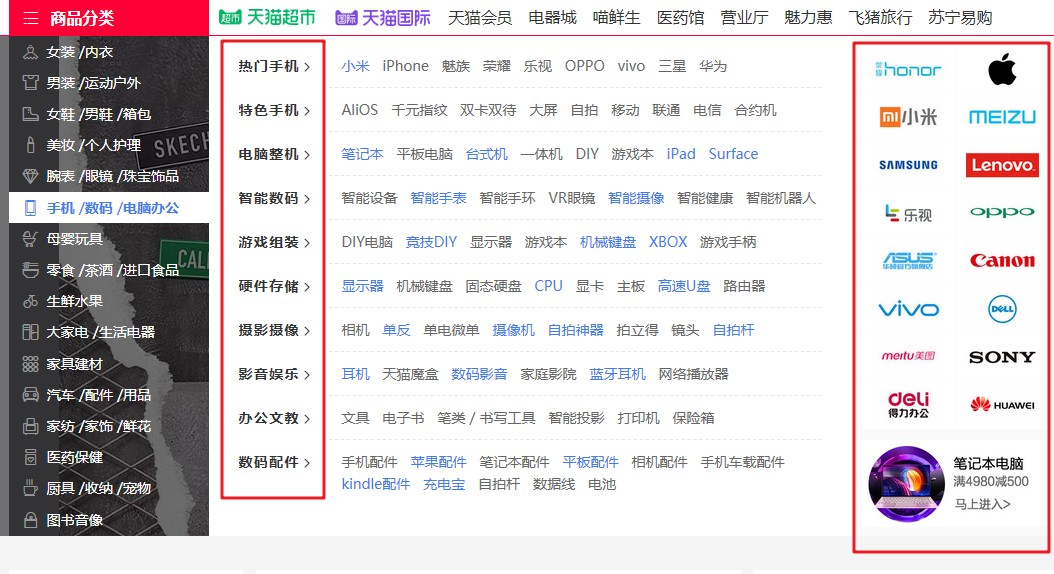 商品分类
超市 天猫超市 国际 天猫国际 天猫会员 电器城 喵鲜生 医药馆 营业厅 魅力惠 飞猪旅行 苏宁易购
女装 /内衣
男装 /运动户外
女鞋 /男鞋 /箱包
美妆 /个人护理
腕表 /眼镜 /珠宝饰品
手机 /数码 /电脑办公
母婴玩具
零食 /茶酒 /进口食品
生鲜水果
大家电 /生活电器
家具建材
汽车 /配件 /用品
家纺 /家饰 /鲜花
医药保健
厨具 /收纳 /宠物
图书音像
SKECH
CALI
热门手机 > 小米 iPhone 魅族 荣耀 乐视 OPPO vivo 三星 华为
特色手机 > AliOS 千元指纹 双卡双待 大屏 自拍 移动 联通 电信 合约机
电脑整机 > 笔记本 平板电脑 台式机 一体机 DIY 游戏本 iPad Surface
智能数码 > 智能设备 智能手表 智能手环 VR眼镜 智能摄像 智能健康 智能机器人
游戏组装 > DIY电脑 竞技DIY 显示器 游戏本 机械键盘 XBOX 游戏手柄
硬件存储 > 显示器 机械键盘 固态硬盘 CPU 显卡 主板 高速U盘 路由器
摄影摄像 > 相机 单反 单电微单 摄像机 自拍神器 拍立得 镜头 自拍杆
影音娱乐 > 耳机 天猫魔盒 数码影音 家庭影院 蓝牙耳机 网络播放器
办公文教 > 文具 电子书 笔类 / 书写工具 智能投影 打印机 保险箱
数码配件 > 手机配件 苹果配件 笔记本配件 平板配件 相机配件 手机车载配件
kindle配件 充电宝 自拍杆 数据线 电池
荣耀 honor
小米 MEIZU
SAMSUNG Lenovo
乐视 oppo
ASUS Canon
华硕官方旗舰店
vivo DELL
meitu美图 SONY
deli HUAWEI
得力办公
笔记本电脑
满4980减500
马上进入>